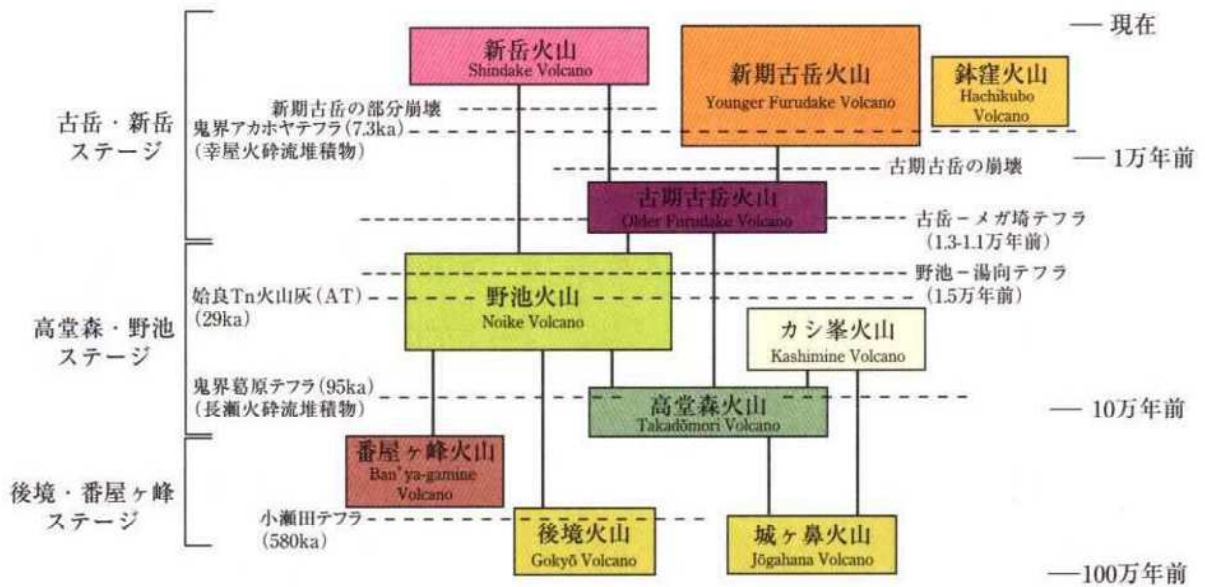 現在
新岳火山
Shindake Volcano
新期古岳火山
Younger Furudake Volcano
鉢窪火山
Hachikubo
Volcano
古岳・新岳
ステージ
新期古岳の部分崩壊
鬼界アカホヤテフラ(7.3ka)
(幸屋火砕流堆積物)
1万年前
古期古岳の崩壊
古期古岳火山
Older Furudake Volcano
古岳－メガ埼テフラ
(1.3-1.1万年前)
野池－湯向テフラ
(1.5万年前)
高堂森・野池
ステージ
姶良Tn火山灰(AT)
(29ka)
野池火山
Noike Volcano
カシ峯火山
Kashimine Volcano
鬼界葛原テフラ(95ka)
(長瀬火砕流堆積物)
高堂森火山
Takadōmori Volcano
10万年前
後境・番屋ヶ峰
ステージ
番屋ヶ峰火山
Ban'ya-gamine
Volcano
小瀬田テフラ
(580ka)
後境火山
Gokyō Volcano
城ヶ鼻火山
Jōgahana Volcano
100万年前